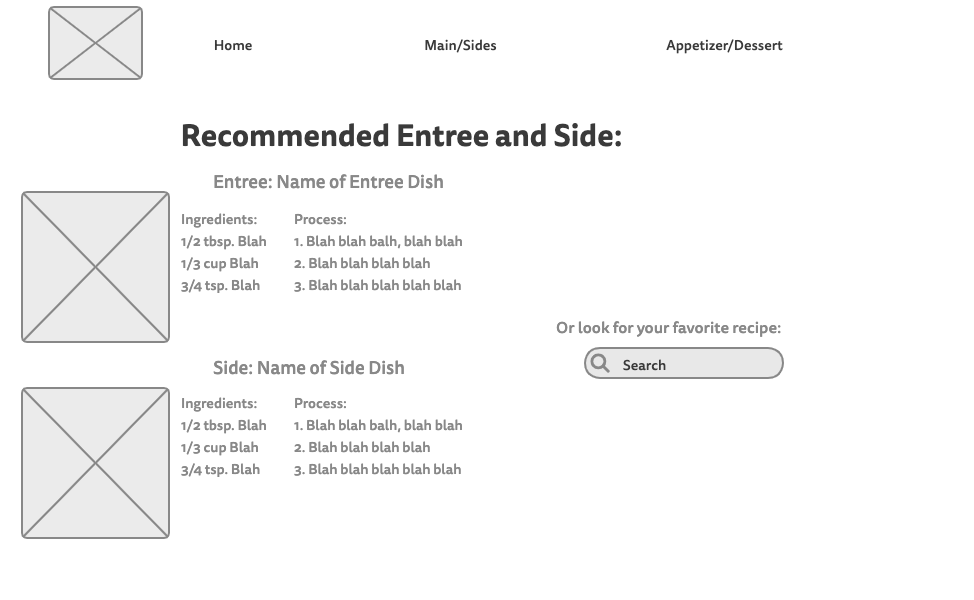 Home
Main/Sides
Appetizer/Dessert
Recommended Entree and Side:
Entree: Name of Entree Dish
Ingredients:
1/2 tbsp. Blah
1/3 cup Blah
3/4 tsp. Blah
Process:
1. Blah blah balh, blah blah
2. Blah blah blah blah
3. Blah blah blah blah blah
Or look for your favorite recipe:
Search
Side: Name of Side Dish
Ingredients:
1/2 tbsp. Blah
1/3 cup Blah
3/4 tsp. Blah
Process:
1. Blah blah balh, blah blah
2. Blah blah blah blah
3. Blah blah blah blah blah